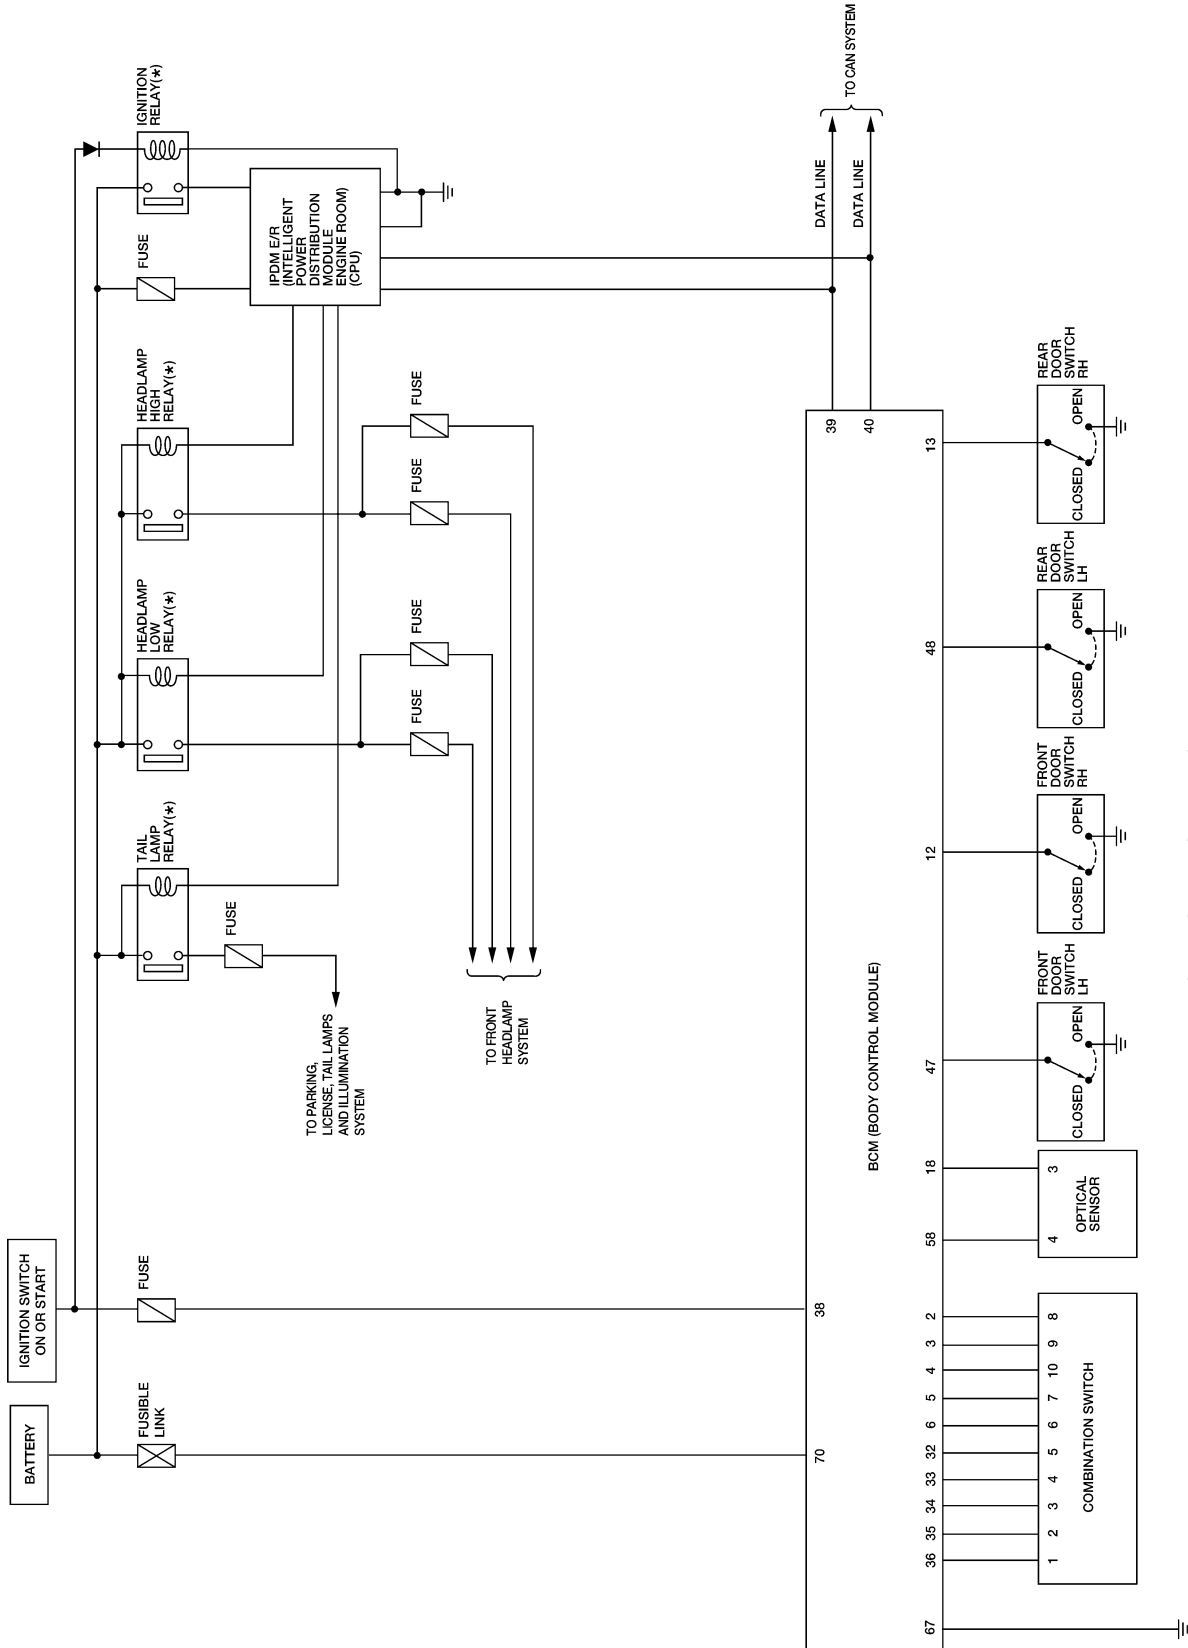 BATTERY
IGNITION SWITCH
ON OR START
FUSIBLE
LINK
FUSE
TAIL
LAMP
RELAY(*)
HEADLAMP
LOW
RELAY(*)
HEADLAMP
HIGH
RELAY(*)
FUSE
IGNITION
RELAY(*)
FUSE
TO PARKING,
LICENSE, TAIL LAMPS
AND ILLUMINATION
SYSTEM
IPDM E/R
(INTELLIGENT
POWER
DISTRIBUTION
MODULE
ENGINE ROOM)
(CPU)
FUSE
FUSE
FUSE
FUSE
TO FRONT
HEADLAMP
SYSTEM
70
38
39
40
DATA LINE
DATA LINE
TO CAN SYSTEM
BCM (BODY CONTROL MODULE)
67
36
35
34
33
32
6
5
4
3
2
58
18
47
12
48
13
1
2
3
4
5
6
7
10
9
8
COMBINATION SWITCH
4
3
OPTICAL
SENSOR
FRONT
DOOR
SWITCH
LH
CLOSED
OPEN
FRONT
DOOR
SWITCH
RH
CLOSED
OPEN
REAR
DOOR
SWITCH
LH
CLOSED
OPEN
REAR
DOOR
SWITCH
RH
CLOSED
OPEN